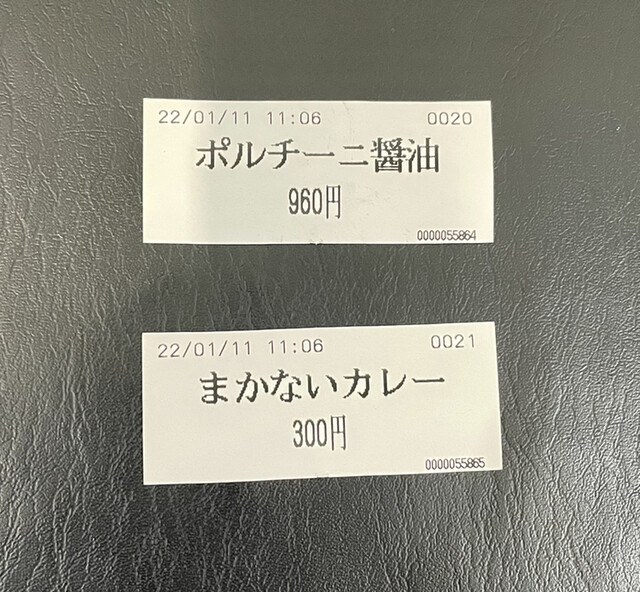 22/01/11 11:06 0020
ポルチーニ醤油
960円
0000055864
22/01/11 11:06 0021
まかないカレー
300円
0000055865